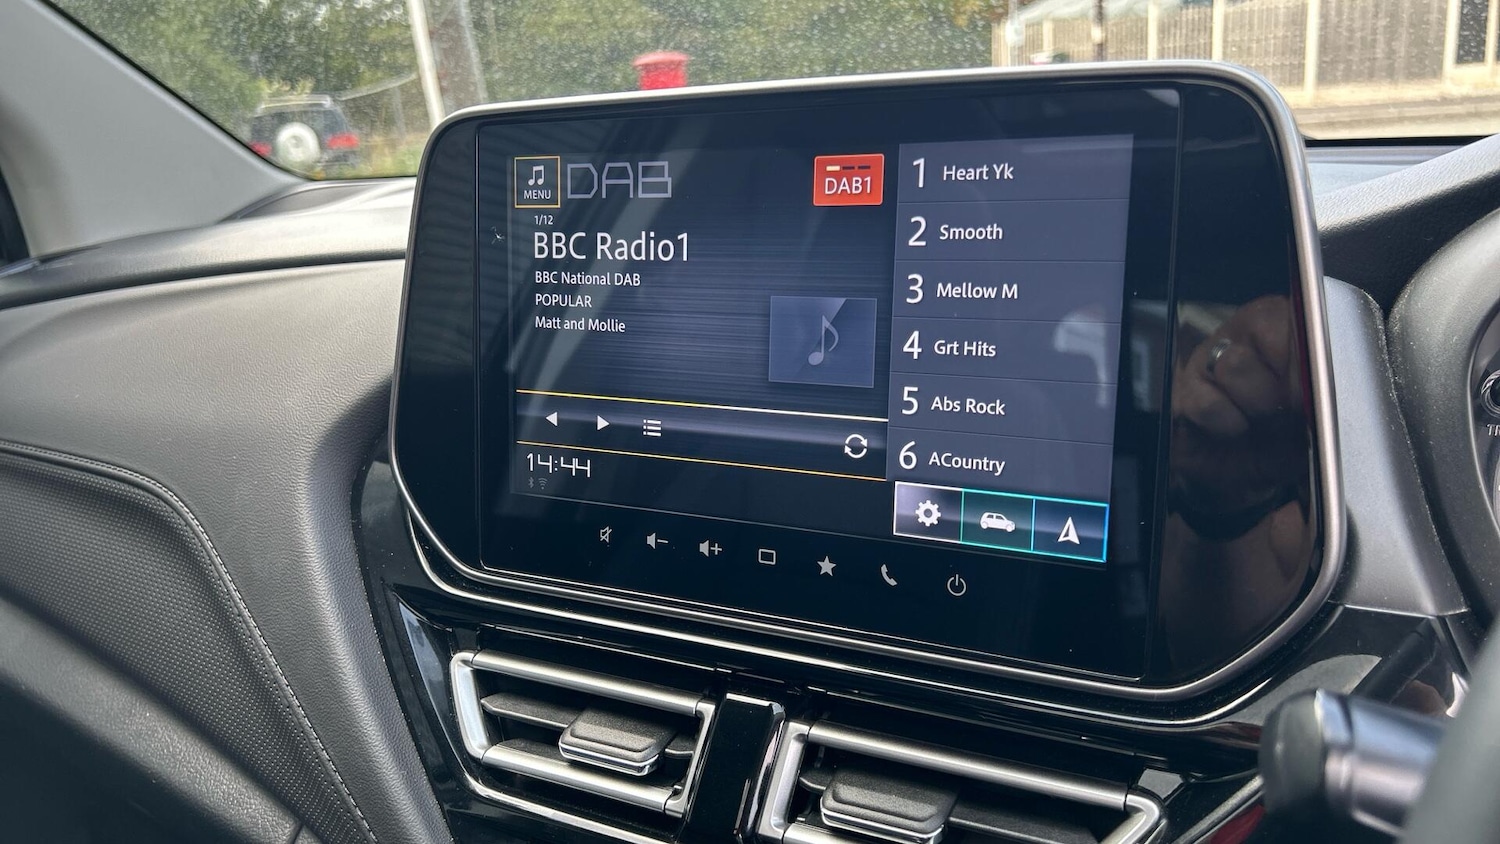 MENU
DAB
DAB1
1/12
BBC Radio1
BBC National DAB
POPULAR
Matt and Mollie
14:44
1 Heart Yk
2 Smooth
3 Mellow M
4 Grt Hits
5 Abs Rock
6 ACountry